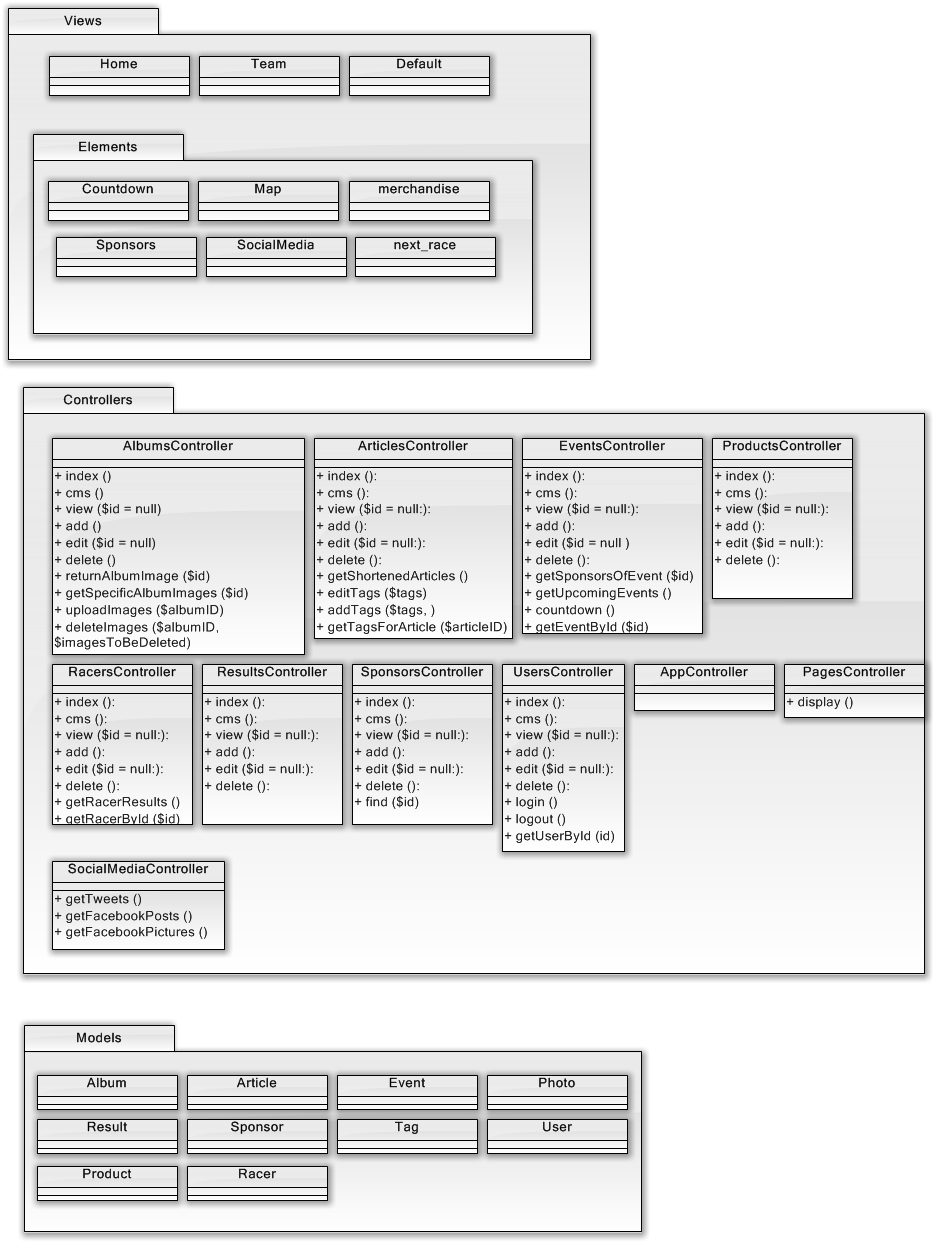 Views
Home
Team
Default
Elements
Countdown
Map
merchandise
Sponsors
SocialMedia
next_race
Controllers
AlbumsController
+ index ()
+ cms ()
+ view ($id = null)
+ add ()
+ edit ($id = null)
+ delete ()
+ returnAlbumImage ($id)
+ getSpecificAlbumImages ($id)
+ uploadImages ($albumID)
+ deleteImages ($albumID,
$imagesToBeDeleted)
ArticlesController
+ index ():
+ cms ():
+ view ($id = null:):
+ add ():
+ edit ($id = null:):
+ delete ():
+ getShortenedArticles ()
+ editTags ($tags)
+ addTags ($tags, )
+ getTagsForArticle ($articleID)
EventsController
+ index ():
+ cms ():
+ view ($id = null:):
+ add ():
+ edit ($id = null )
+ delete ():
+ getSponsorsOfEvent ($id)
+ getUpcomingEvents ()
+ countdown ()
+ getEventById ($id)
ProductsController
+ index ():
+ cms ():
+ view ($id = null:):
+ add ():
+ edit ($id = null:):
+ delete ():
RacersController
+ index ():
+ cms ():
+ view ($id = null:):
+ add ():
+ edit ($id = null:):
+ delete ():
+ getRacerResults ()
+ getRacerById ($id)
ResultsController
+ index ():
+ cms ():
+ view ($id = null:):
+ add ():
+ edit ($id = null:):
+ delete ():
SponsorsController
+ index ():
+ cms ():
+ view ($id = null:):
+ add ():
+ edit ($id = null:):
+ delete ():
+ find ($id)
UsersController
+ index ():
+ cms ():
+ view ($id = null:):
+ add ():
+ edit ($id = null:):
+ delete ():
+ login ()
+ logout ()
+ getUserById (id)
AppController
PagesController
+ display ()
SocialMediaController
+ getTweets ()
+ getFacebookPosts ()
+ getFacebookPictures ()
Models
Album
Article
Event
Photo
Result
Sponsor
Tag
User
Product
Racer